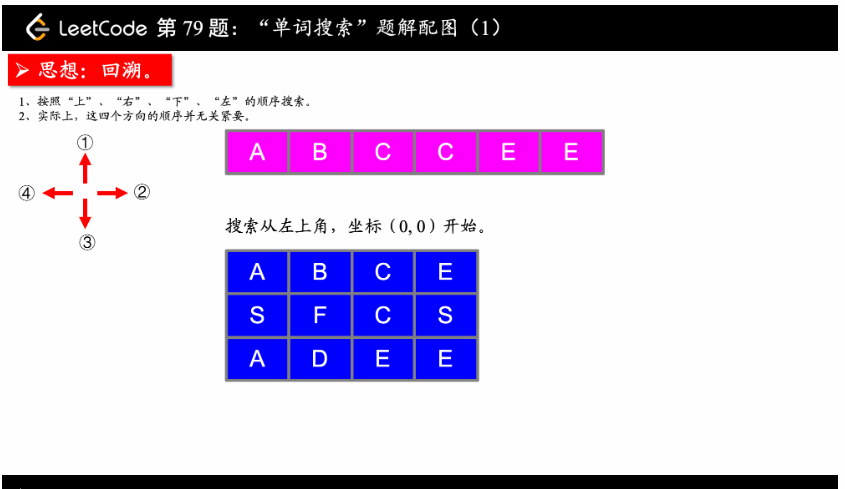 LeetCode 第 79 题：“单词搜索”题解配图（1）
➢ 思想：回溯。
1、按照“上”、“右”、“下”、“左”的顺序搜索。
2、实际上，这四个方向的顺序并无关紧要。
①
④ ②
③
A B C C E E
搜索从左上角，坐标（0, 0）开始。
A B C E
S F C S
A D E E